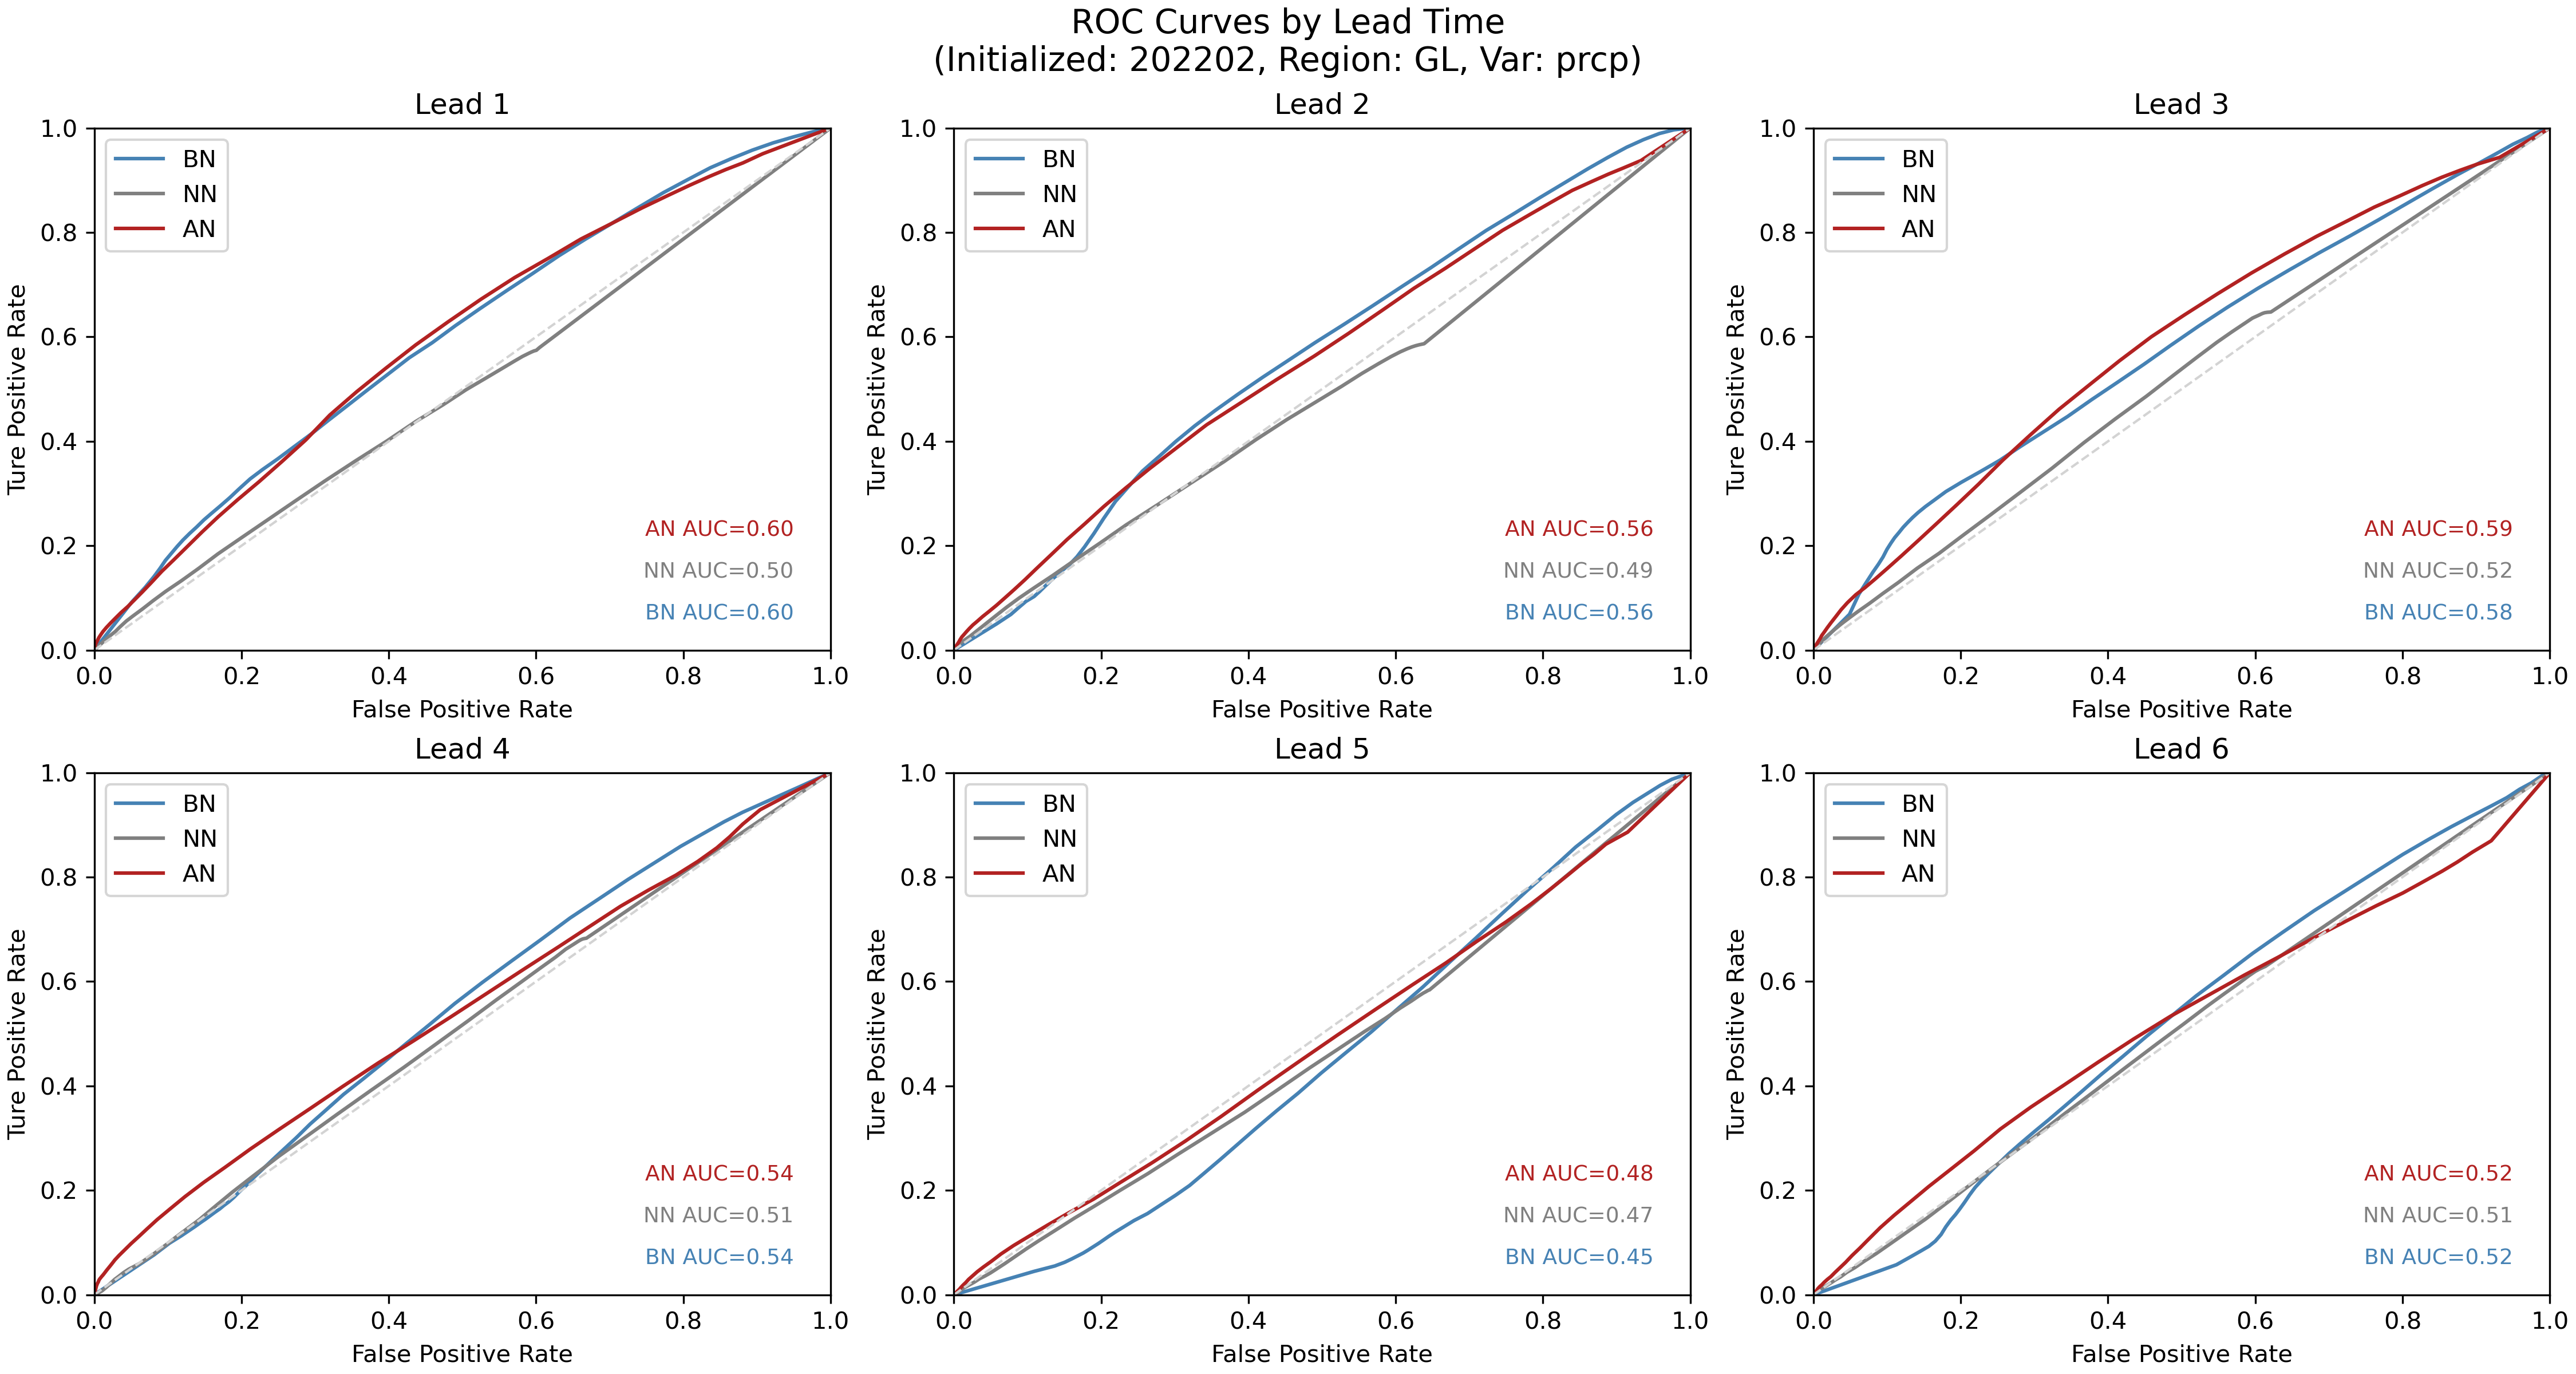 ROC Curves by Lead Time
(Initialized: 202202, Region: GL, Var: prcp)
Lead 1
1.0
0.8
0.6
0.4
0.2
0.0
Ture Positive Rate
BN
NN
AN
AN AUC=0.60
NN AUC=0.50
BN AUC=0.60
0.0 0.2 0.4 0.6 0.8 1.0
False Positive Rate
Lead 2
1.0
0.8
0.6
0.4
0.2
0.0
Ture Positive Rate
BN
NN
AN
AN AUC=0.56
NN AUC=0.49
BN AUC=0.56
0.0 0.2 0.4 0.6 0.8 1.0
False Positive Rate
Lead 3
1.0
0.8
0.6
0.4
0.2
0.0
Ture Positive Rate
BN
NN
AN
AN AUC=0.59
NN AUC=0.52
BN AUC=0.58
0.0 0.2 0.4 0.6 0.8 1.0
False Positive Rate
Lead 4
1.0
0.8
0.6
0.4
0.2
0.0
Ture Positive Rate
BN
NN
AN
AN AUC=0.54
NN AUC=0.51
BN AUC=0.54
0.0 0.2 0.4 0.6 0.8 1.0
False Positive Rate
Lead 5
1.0
0.8
0.6
0.4
0.2
0.0
Ture Positive Rate
BN
NN
AN
AN AUC=0.48
NN AUC=0.47
BN AUC=0.45
0.0 0.2 0.4 0.6 0.8 1.0
False Positive Rate
Lead 6
1.0
0.8
0.6
0.4
0.2
0.0
Ture Positive Rate
BN
NN
AN
AN AUC=0.52
NN AUC=0.51
BN AUC=0.52
0.0 0.2 0.4 0.6 0.8 1.0
False Positive Rate